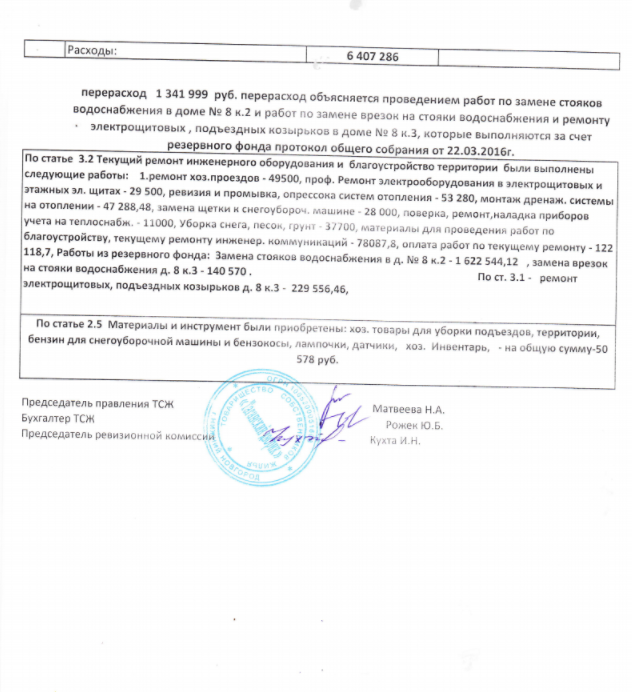 Расходы: 6 407 286
перерасход 1 341 999 руб. перерасход объясняется проведением работ по замене стояков
водоснабжения в доме № 8 к.2 и работ по замене врезок на стояки водоснабжения и ремонту
электрощитовых , подъездных козырьков в доме № 8 к.3, которые выполняются за счет
резервного фонда протокол общего собрания от 22.03.2016г.
По статье 3.2 Текущий ремонт инженерного оборудования и благоустройство территории были выполнены
следующие работы: 1.ремонт хоз.проездов - 49500, проф. Ремонт электрооборудования в электрощитовых и
этажных эл. щитах - 29 500, ревизия и промывка, опрессока систем отопления - 53 280, монтаж дренаж. системы
на отоплении - 47 288,48, замена щетки к снегоубороч. машине - 28 000, поверка, ремонт,наладка приборов
учета на теплоснабж. - 11000, Уборка снега, песок, грунт - 37700, материалы для проведения работ по
благоустройству, текущему ремонту инженер. коммуникаций - 78087,8, оплата работ по текущему ремонту - 122
118,7, Работы из резервного фонда: Замена стояков водоснабжения в д. № 8 к.2 - 1 622 544,12 , замена врезок
на стояки водоснабжения д. 8 к.3 - 140 570 . По ст. 3.1 - ремонт
электрощитовых, подъездных козырьков д. 8 к.3 - 229 556,46,
По статье 2.5 Материалы и инструмент были приобретены: хоз. товары для уборки подъездов, территории,
бензин для снегоуборочной машины и бензокосы, лампочки, датчики, хоз. Инвентарь, - на общую сумму-50
578 руб.
Председатель правления ТСЖ Матвеева Н.А.
Бухгалтер ТСЖ Рожек Ю.Б.
Председатель ревизионной комиссии Кухта И.Н.
ТОВАРИЩЕСТВО СОБСТВЕННИКОВ ЖИЛЬЯ
НОВГОРОД